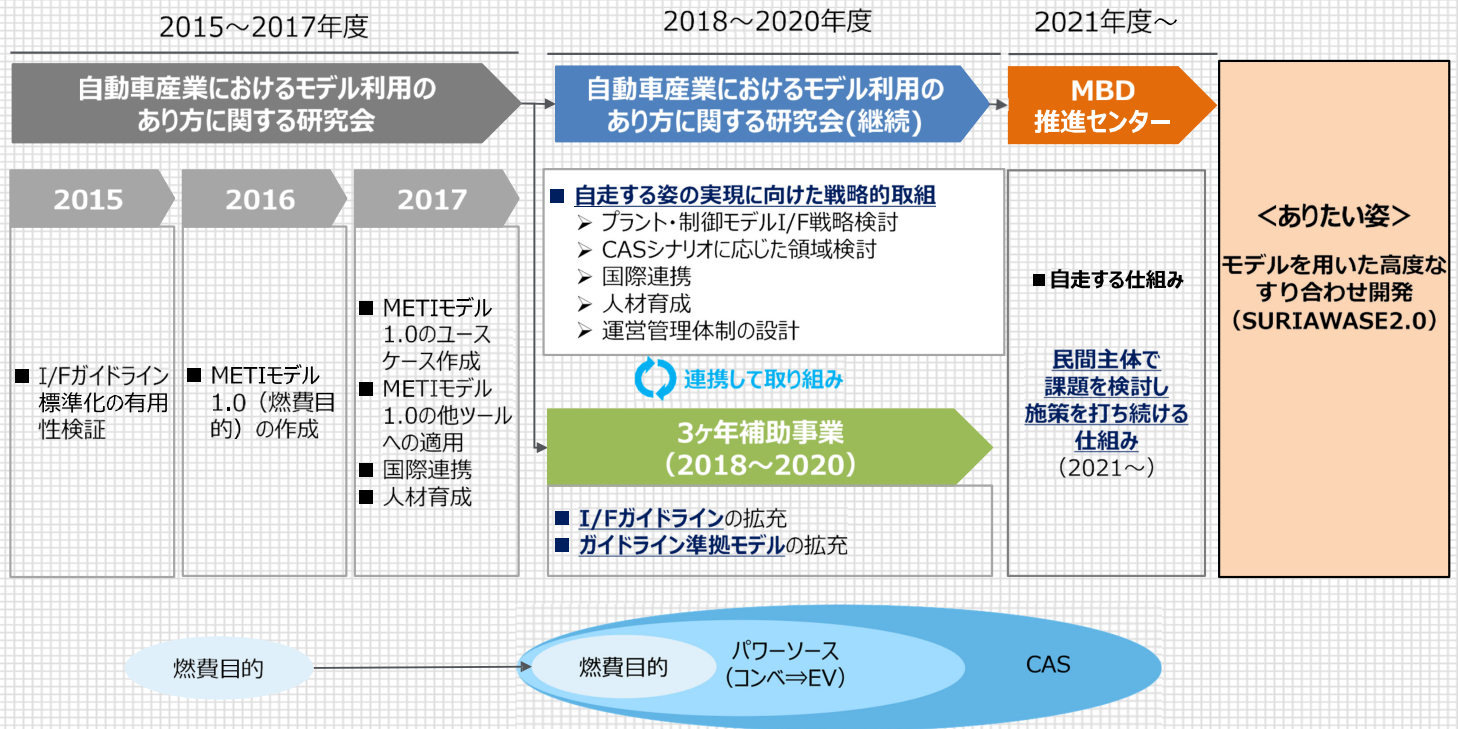 2015～2017年度
2018～2020年度
2021年度～
自動車産業におけるモデル利用の
あり方に関する研究会
自動車産業におけるモデル利用の
あり方に関する研究会(継続)
MBD
推進センター
2015
2016
2017
■ I/Fガイドライン
標準化の有用
性検証
■ METIモデル
1.0（燃費目
的）の作成
■ METIモデル
1.0のユース
ケース作成
■ METIモデル
1.0の他ツール
への適用
■ 国際連携
■ 人材育成
■ 自走する姿の実現に向けた戦略的取組
➢ プラント・制御モデルI/F戦略検討
➢ CASシナリオに応じた領域検討
➢ 国際連携
➢ 人材育成
➢ 運営管理体制の設計
連携して取り組み
3ヶ年補助事業
（2018～2020）
■ I/Fガイドラインの拡充
■ ガイドライン準拠モデルの拡充
■自走する仕組み
民間主体で
課題を検討し
施策を打ち続ける
仕組み
（2021～）
＜ありたい姿＞
モデルを用いた高度な
すり合わせ開発
（SURIAWASE2.0）
燃費目的
燃費目的
パワーソース
（コンベ⇒EV）
CAS